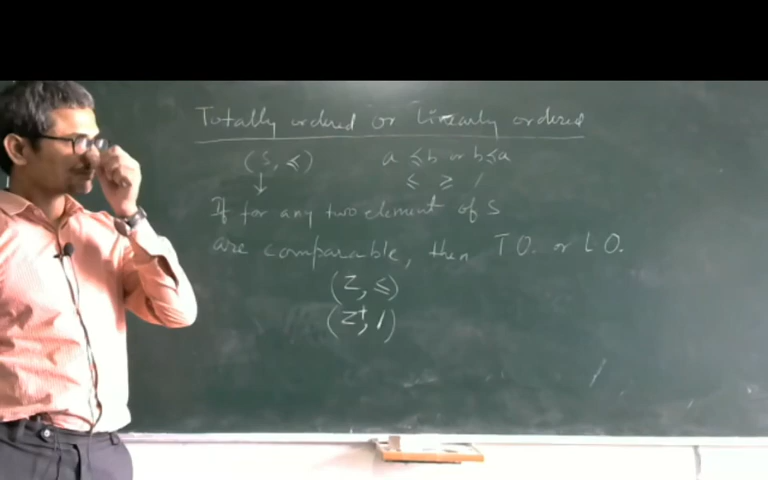 Totally ordered or Linearly ordered
(S, ≼) a ≼ b or b ≼ a
↓ ≤ ≥ /
If for any two element of S
are comparable, then T O. or L O.
(Z, ≤)
(Z⁺, /)